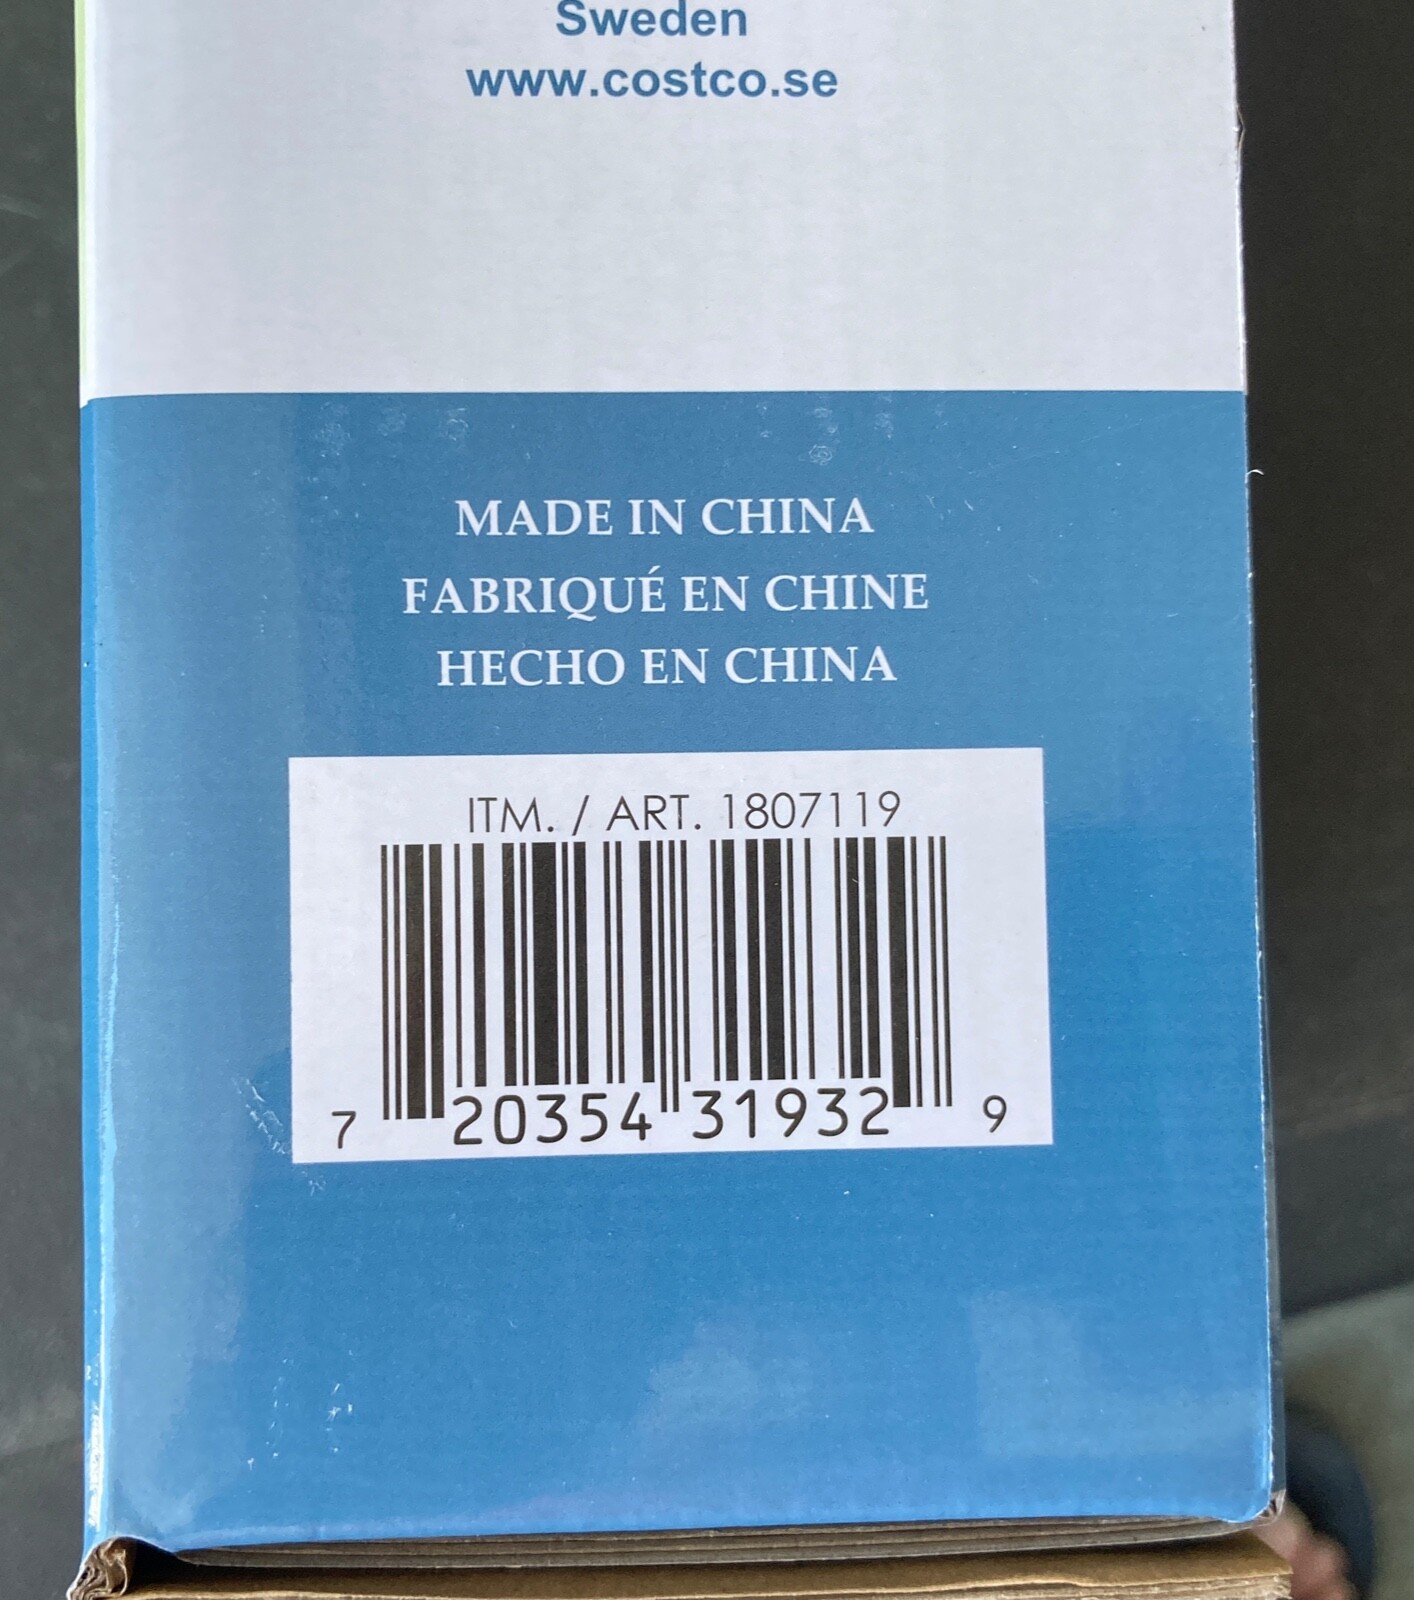 Sweden
www.costco.se
MADE IN CHINA
FABRIQUÉ EN CHINE
HECHO EN CHINA
ITM. / ART. 1807119
7 20354 31932 9